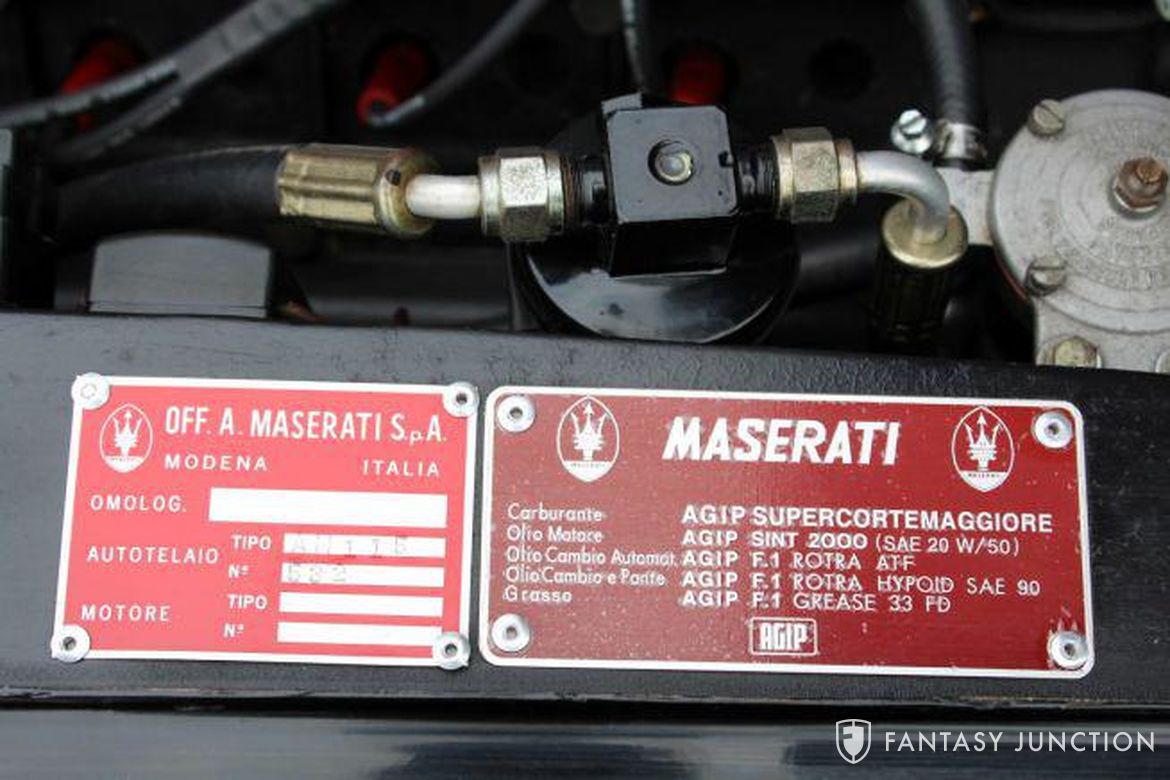 OFF. A. MASERATI S.p.A.
MODENA ITALIA
OMOLOG.
AUTOTELAIO TIPO
Nº
MOTORE TIPO
Nº
MASERATI
Carburante AGIP SUPERCORTEMAGGIORE
Olio Motore AGIP SINT 2000 (SAE 20 W/50)
Olio Cambio Automat. AGIP F.1 ROTRA ATF
Olio Cambio e Ponte AGIP F.1 ROTRA HYPOID SAE 90
Grasso AGIP F.1 GREASE 33 FD
AGIP
FANTASY JUNCTION